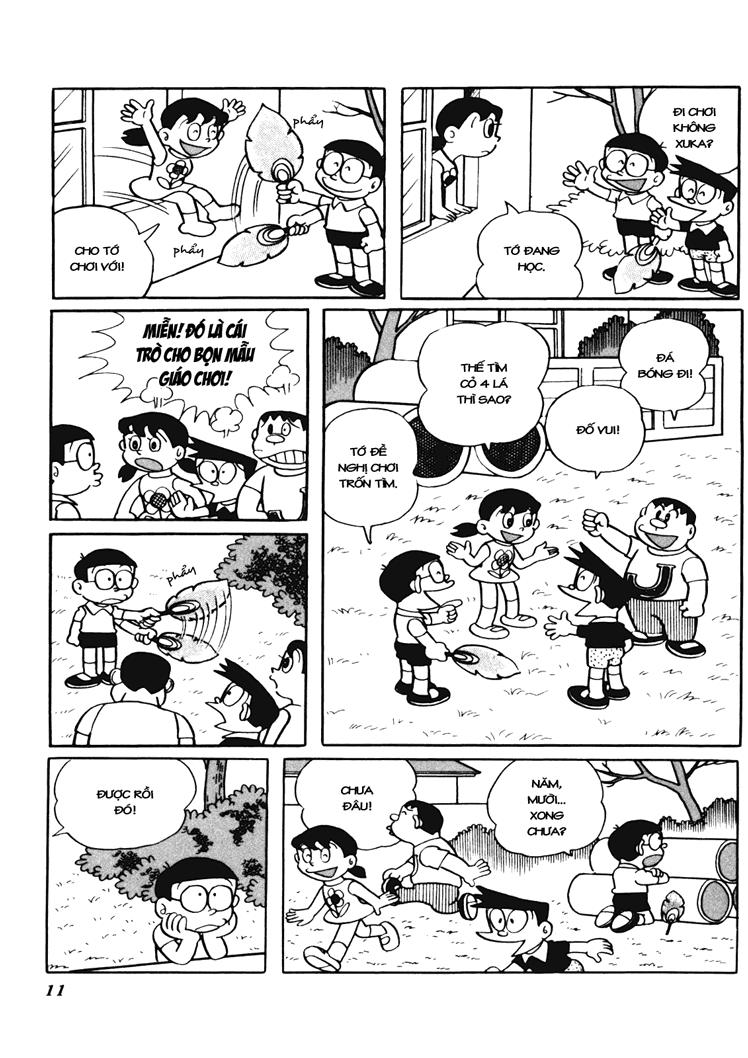 ĐI CHƠI
KHÔNG
XUKA?
TỚ ĐANG
HỌC.
phẩy
phẩy
CHO TỚ
CHƠI VỚI!
ĐÁ
BÓNG ĐI!
ĐỐ VUI!
THẾ TÌM
CỎ 4 LÁ
THÌ SAO?
TỚ ĐỀ
NGHỊ CHƠI
TRỐN TÌM.
MIỄN! ĐÓ LÀ CÁI
TRÒ CHO BỌN MẪU
GIÁO CHƠI!
phẩy
NĂM,
MƯỜI...
XONG
CHƯA?
CHƯA
ĐÂU!
ĐƯỢC RỒI
ĐÓ!
11